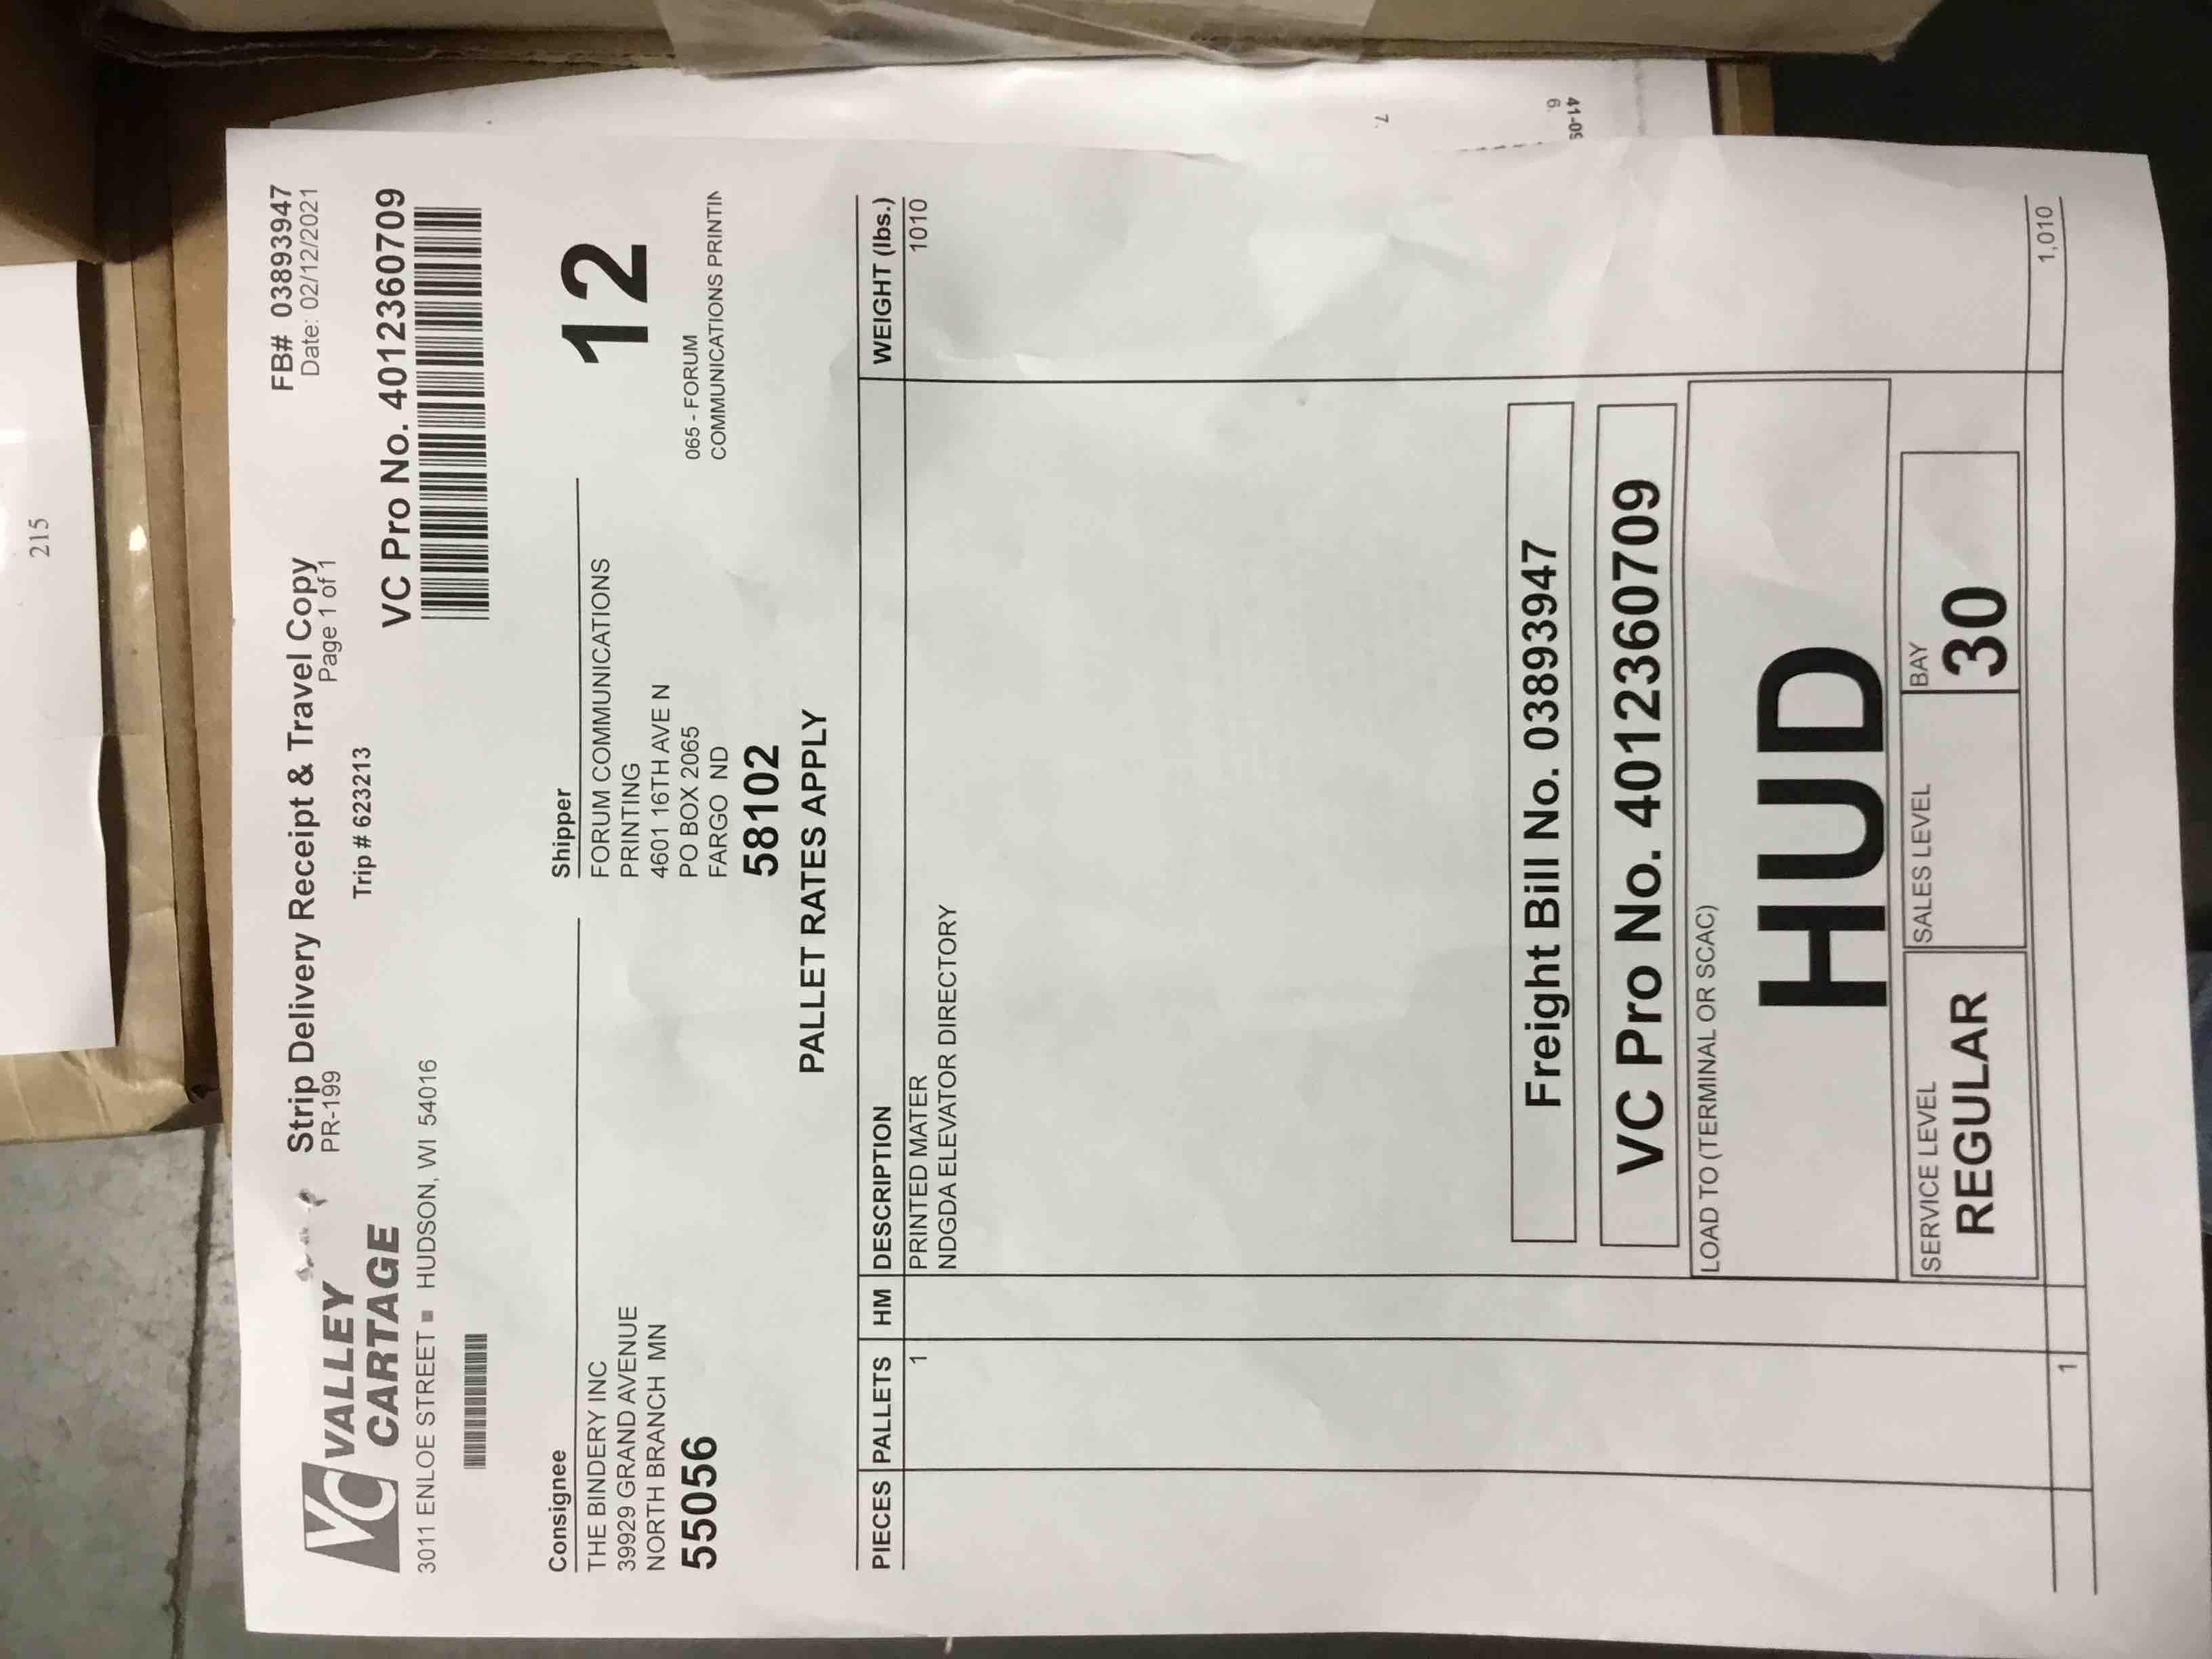 215
VC VALLEY
CARTAGE
3011 ENLOE STREET ▪ HUDSON, WI 54016
Strip Delivery Receipt & Travel Copy
PR-199
Page 1 of 1
Trip # 623213
FB# 03893947
Date: 02/12/2021
VC Pro No. 4012360709
Consignee
THE BINDERY INC
39929 GRAND AVENUE
NORTH BRANCH MN
55056
Shipper
FORUM COMMUNICATIONS
PRINTING
4601 16TH AVE N
PO BOX 2065
FARGO ND
58102
12
065 - FORUM
COMMUNICATIONS PRINTIN
PALLET RATES APPLY
PIECES PALLETS HM DESCRIPTION WEIGHT (lbs.)
1 PRINTED MATER 1010
NDGDA ELEVATOR DIRECTORY
Freight Bill No. 03893947
VC Pro No. 4012360709
LOAD TO (TERMINAL OR SCAC)
HUD
SERVICE LEVEL SALES LEVEL BAY
REGULAR 30
1 1,010
7.
6.
41-05